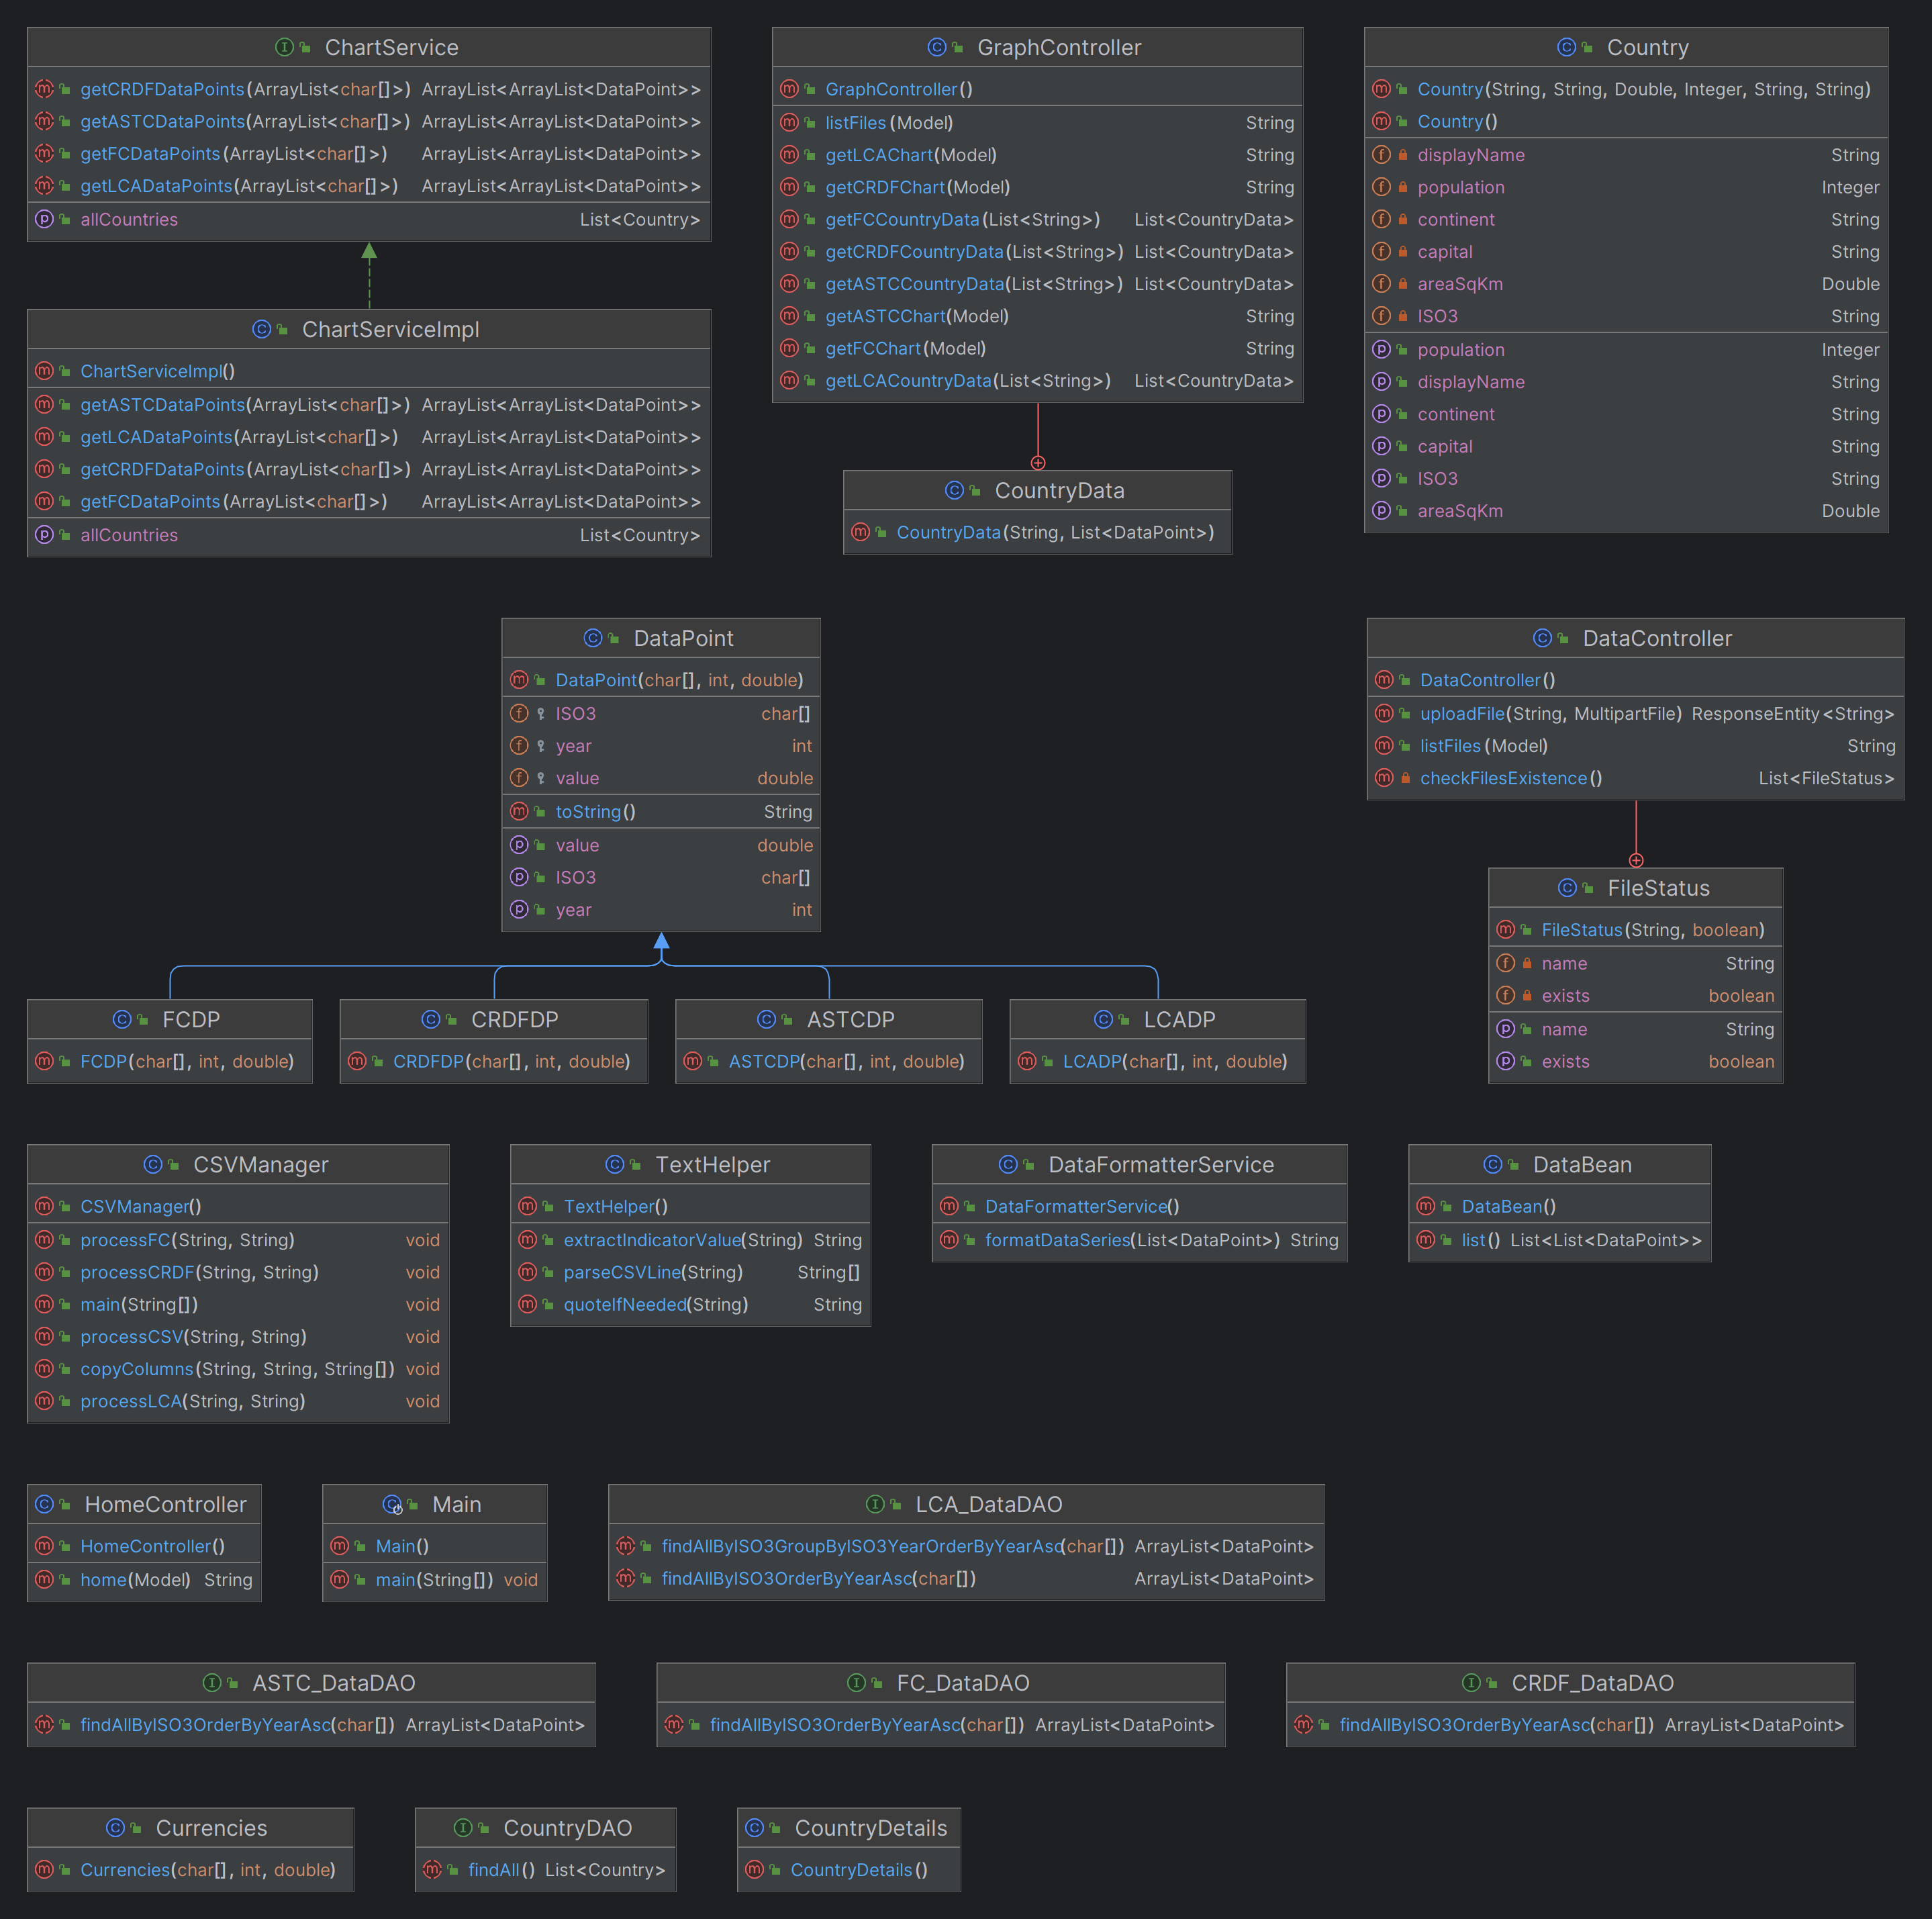 ChartService
getCRDFDataPoints(ArrayList<char[]>) ArrayList<ArrayList<DataPoint>>
getASTCDataPoints(ArrayList<char[]>) ArrayList<ArrayList<DataPoint>>
getFCDataPoints(ArrayList<char[]>) ArrayList<ArrayList<DataPoint>>
getLCADataPoints(ArrayList<char[]>) ArrayList<ArrayList<DataPoint>>
allCountries List<Country>
ChartServiceImpl
ChartServiceImpl()
getASTCDataPoints(ArrayList<char[]>) ArrayList<ArrayList<DataPoint>>
getLCADataPoints(ArrayList<char[]>) ArrayList<ArrayList<DataPoint>>
getCRDFDataPoints(ArrayList<char[]>) ArrayList<ArrayList<DataPoint>>
getFCDataPoints(ArrayList<char[]>) ArrayList<ArrayList<DataPoint>>
allCountries List<Country>
GraphController
GraphController()
listFiles(Model) String
getLCAChart(Model) String
getCRDFChart(Model) String
getFCCountryData(List<String>) List<CountryData>
getCRDFCountryData(List<String>) List<CountryData>
getASTCCountryData(List<String>) List<CountryData>
getASTCChart(Model) String
getFCChart(Model) String
getLCACountryData(List<String>) List<CountryData>
CountryData
CountryData(String, List<DataPoint>)
Country
Country(String, String, Double, Integer, String, String)
Country()
displayName String
population Integer
continent String
capital String
areaSqKm Double
ISO3 String
population Integer
displayName String
continent String
capital String
ISO3 String
areaSqKm Double
DataPoint
DataPoint(char[], int, double)
ISO3 char[]
year int
value double
toString() String
value double
ISO3 char[]
year int
DataController
DataController()
uploadFile(String, MultipartFile) ResponseEntity<String>
listFiles(Model) String
checkFilesExistence() List<FileStatus>
FileStatus
FileStatus(String, boolean)
name String
exists boolean
name String
exists boolean
FCDP
FCDP(char[], int, double)
CRDFDP
CRDFDP(char[], int, double)
ASTCDP
ASTCDP(char[], int, double)
LCADP
LCADP(char[], int, double)
CSVManager
CSVManager()
processFC(String, String) void
processCRDF(String, String) void
main(String[]) void
processCSV(String, String) void
copyColumns(String, String, String[]) void
processLCA(String, String) void
TextHelper
TextHelper()
extractIndicatorValue(String) String
parseCSVLine(String) String[]
quoteIfNeeded(String) String
DataFormatterService
DataFormatterService()
formatDataSeries(List<DataPoint>) String
DataBean
DataBean()
list() List<List<DataPoint>>
HomeController
HomeController()
home(Model) String
Main
Main()
main(String[]) void
LCA_DataDAO
findAllByISO3GroupByISO3YearOrderByYearAsc(char[]) ArrayList<DataPoint>
findAllByISO3OrderByYearAsc(char[]) ArrayList<DataPoint>
ASTC_DataDAO
findAllByISO3OrderByYearAsc(char[]) ArrayList<DataPoint>
FC_DataDAO
findAllByISO3OrderByYearAsc(char[]) ArrayList<DataPoint>
CRDF_DataDAO
findAllByISO3OrderByYearAsc(char[]) ArrayList<DataPoint>
Currencies
Currencies(char[], int, double)
CountryDAO
findAll() List<Country>
CountryDetails
CountryDetails()